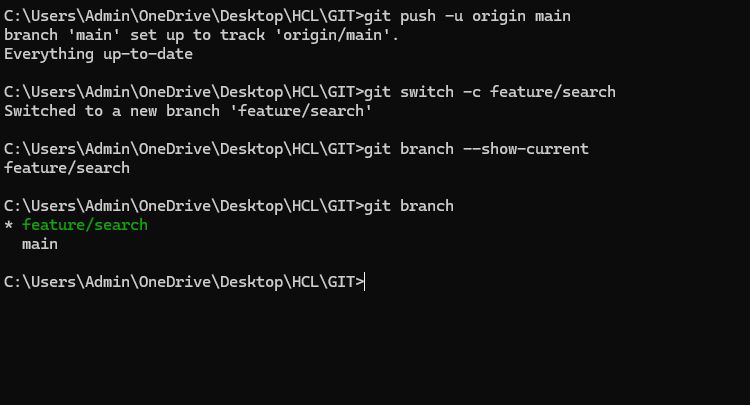 C:\Users\Admin\OneDrive\Desktop\HCL\GIT>git push -u origin main
branch 'main' set up to track 'origin/main'.
Everything up-to-date
C:\Users\Admin\OneDrive\Desktop\HCL\GIT>git switch -c feature/search
Switched to a new branch 'feature/search'
C:\Users\Admin\OneDrive\Desktop\HCL\GIT>git branch --show-current
feature/search
C:\Users\Admin\OneDrive\Desktop\HCL\GIT>git branch
* feature/search
  main
C:\Users\Admin\OneDrive\Desktop\HCL\GIT>